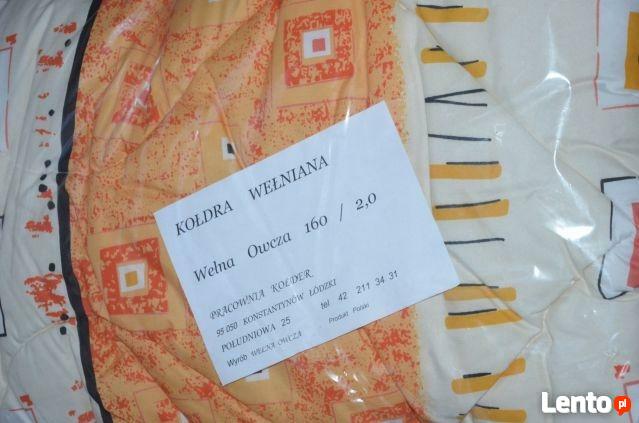 KOŁDRA WEŁNIANA
Wełna Owcza 160 / 2,0
PRACOWNIA KOŁDER
95 050 KONSTANTYNÓW ŁÓDZKI
POŁUDNIOWA 25 tel 42 211 34 31
Wyrób WEŁNA OWCZA Produkt Polski
Lento.pl